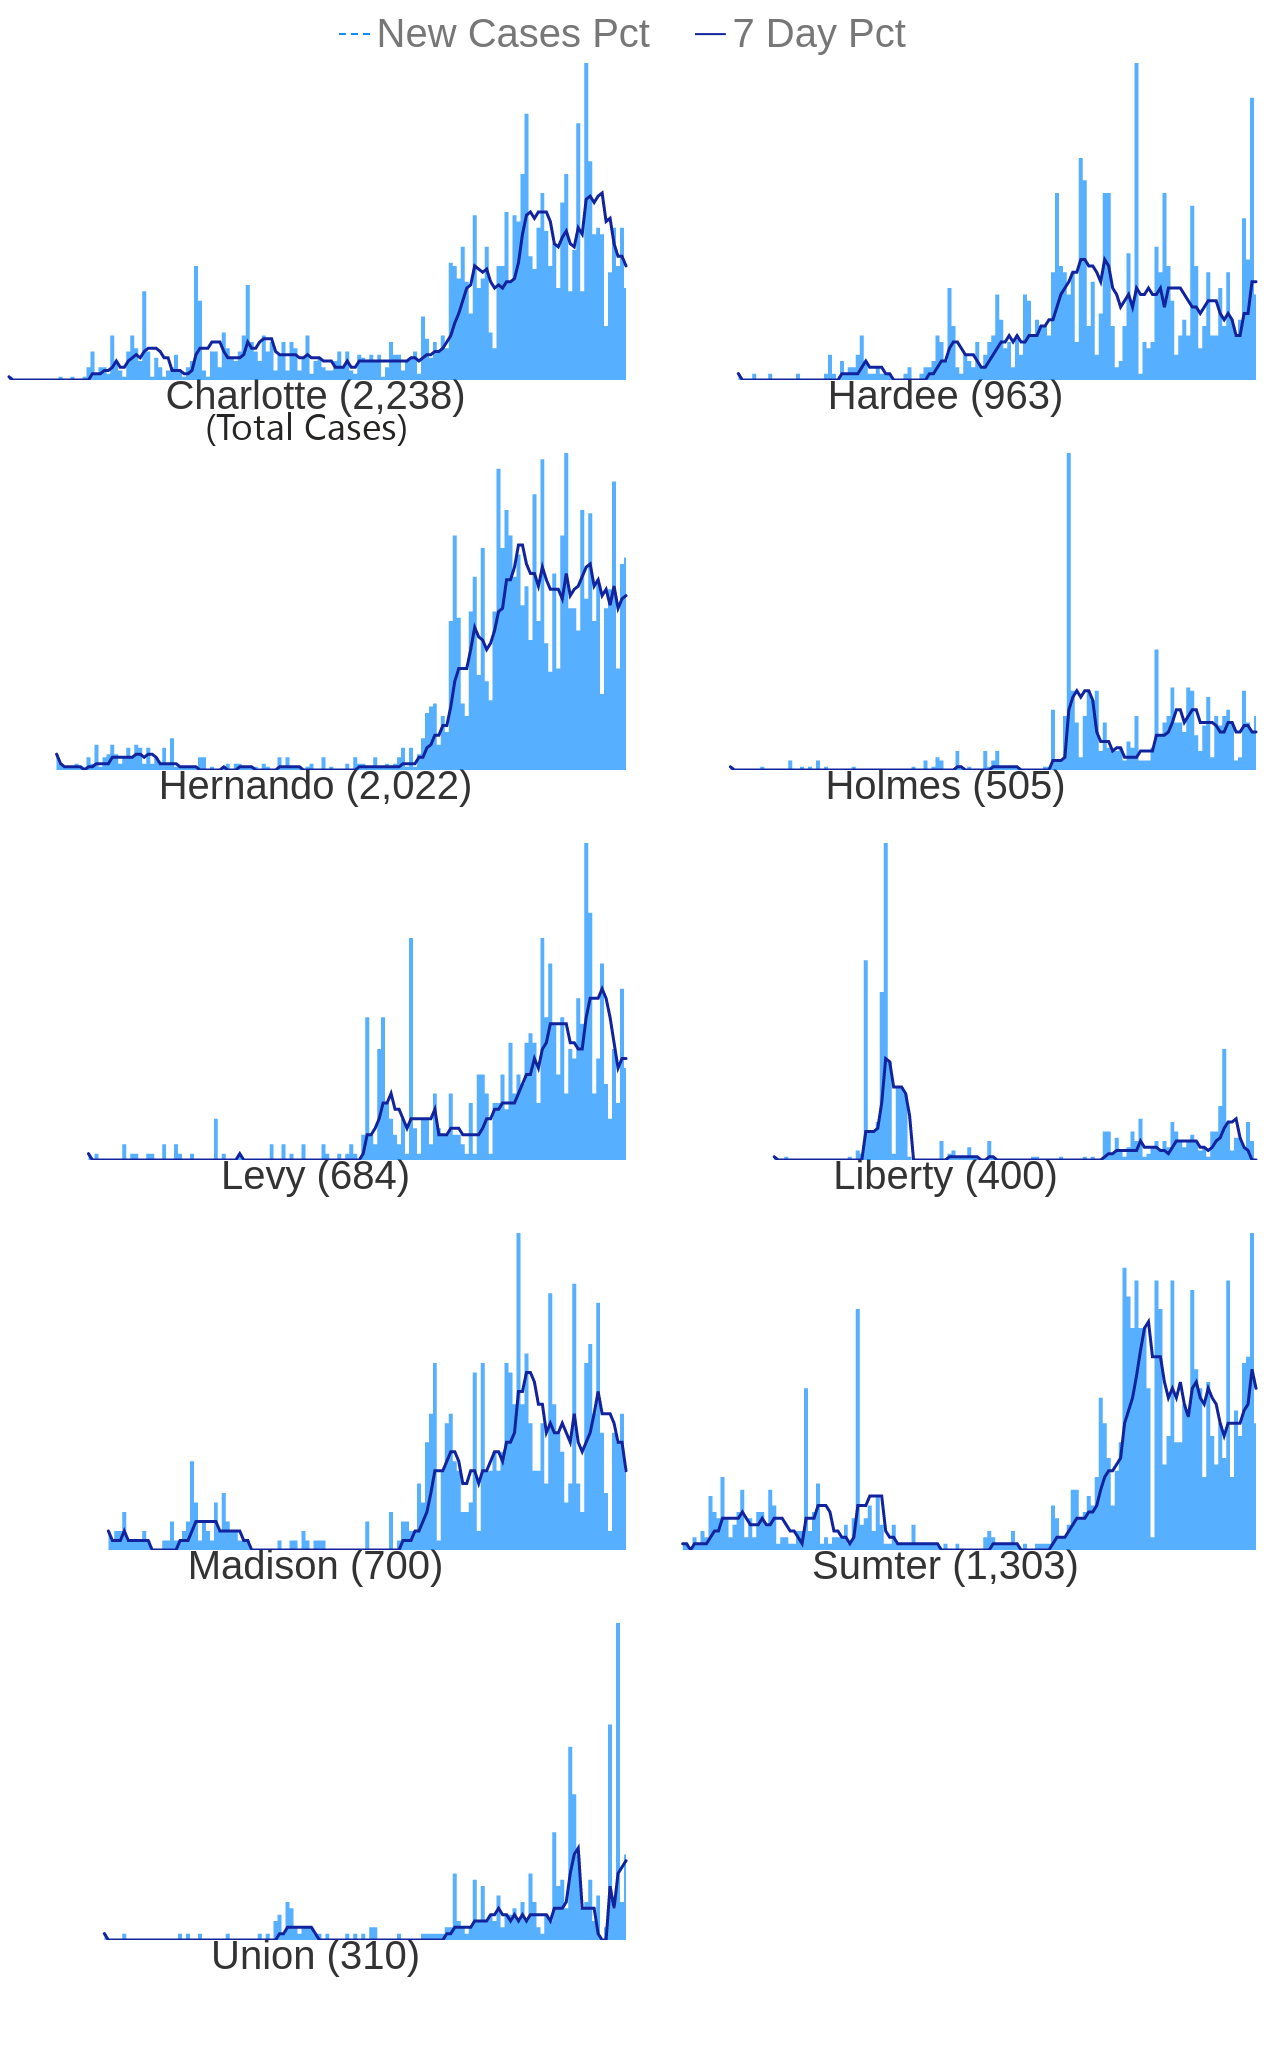 New Cases Pct 7 Day Pct
Charlotte (2,238) Hardee (963)
(Total Cases)
Hernando (2,022) Holmes (505)
Levy (684) Liberty (400)
Madison (700) Sumter (1,303)
Union (310)